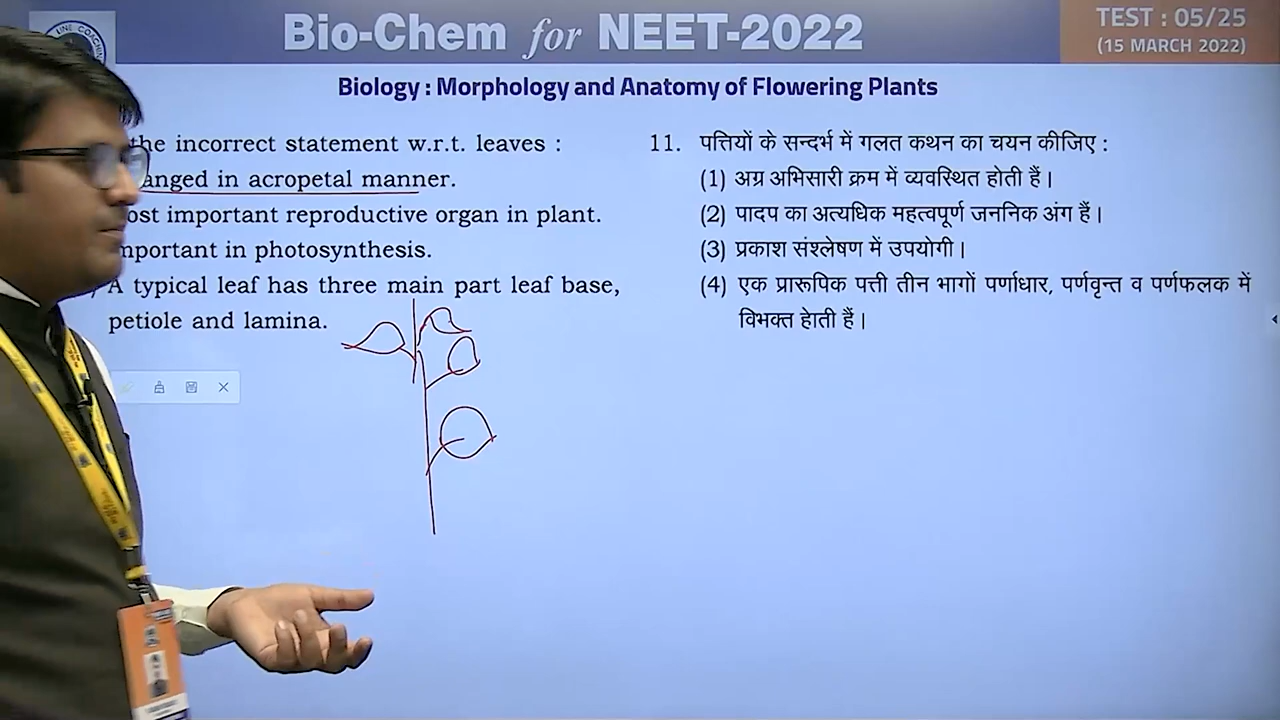 LINE COACHING
Bio-Chem for NEET-2022
TEST : 05/25
(15 MARCH 2022)
Biology : Morphology and Anatomy of Flowering Plants
the incorrect statement w.r.t. leaves :
anged in acropetal manner.
ost important reproductive organ in plant.
mportant in photosynthesis.
A typical leaf has three main part leaf base,
petiole and lamina.
11. पत्तियों के सन्दर्भ में गलत कथन का चयन कीजिए :
(1) अग्र अभिसारी क्रम में व्यवस्थित होती हैं।
(2) पादप का अत्यधिक महत्वपूर्ण जननिक अंग हैं।
(3) प्रकाश संश्लेषण में उपयोगी।
(4) एक प्रारूपिक पत्ती तीन भागों पर्णाधार, पर्णवृन्त व पर्णफलक में
विभक्त हेाती हैं।